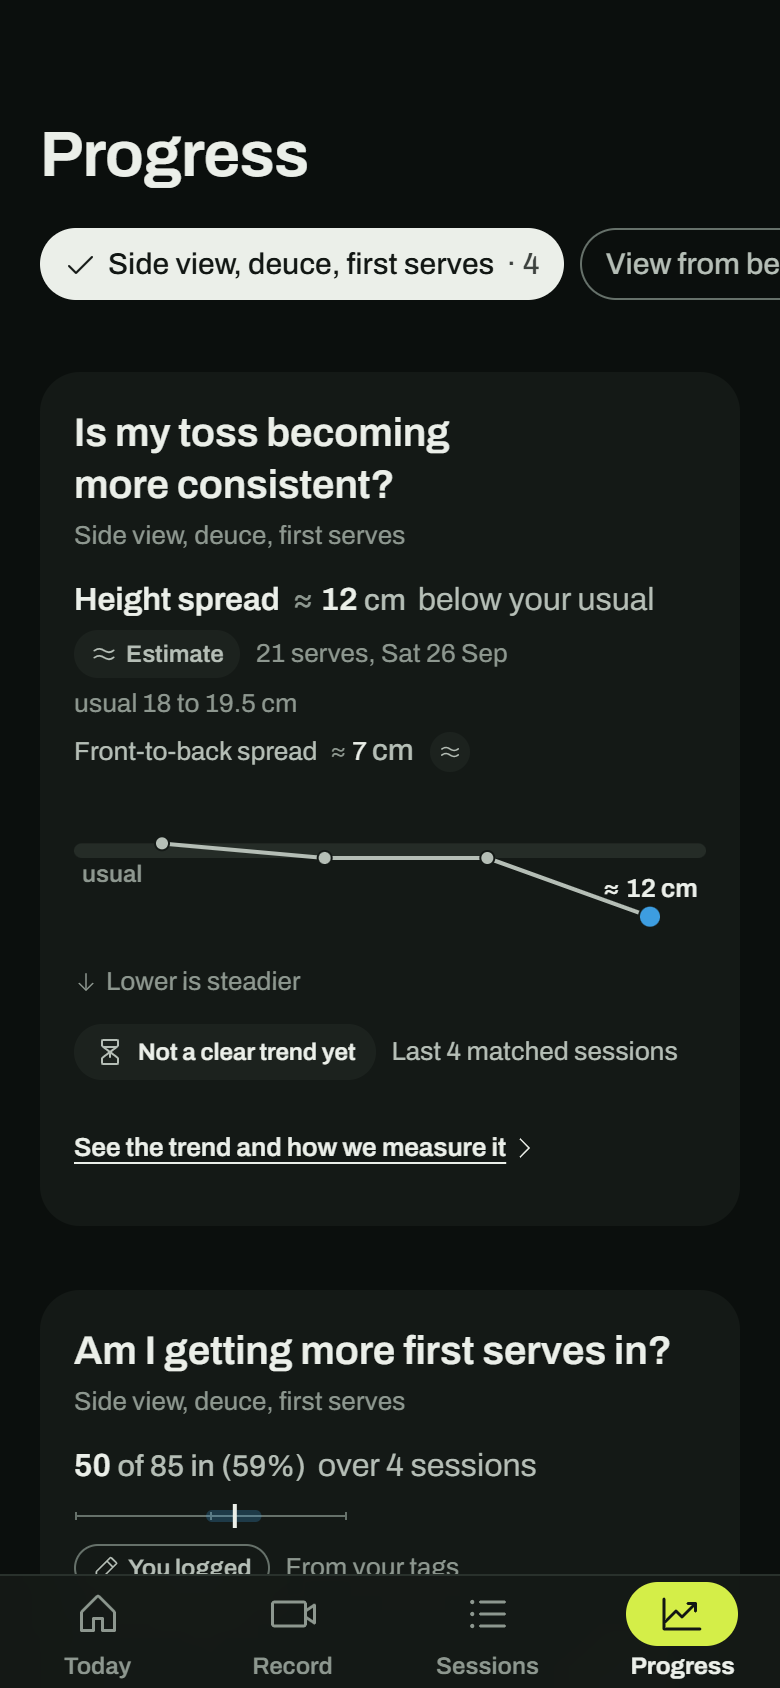 Progress
Side view, deuce, first serves · 4
View from be
Is my toss becoming
more consistent?
Side view, deuce, first serves
Height spread ≈ 12 cm below your usual
≈ Estimate 21 serves, Sat 26 Sep
usual 18 to 19.5 cm
Front-to-back spread ≈ 7 cm ≈
usual
≈ 12 cm
↓ Lower is steadier
Not a clear trend yet Last 4 matched sessions
See the trend and how we measure it
Am I getting more first serves in?
Side view, deuce, first serves
50 of 85 in (59%) over 4 sessions
You logged From your tags
Today Record Sessions Progress